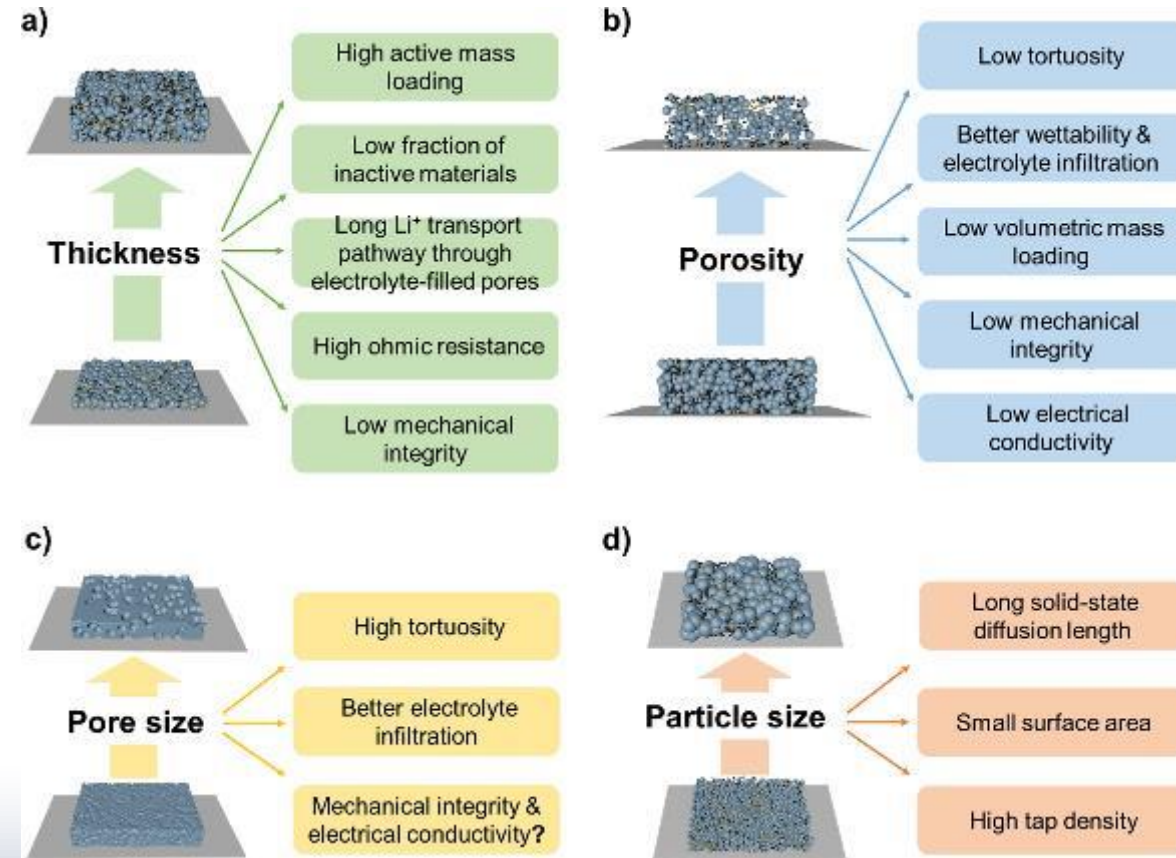 a)
High active mass
loading
Low fraction of
inactive materials
Thickness
Long Li⁺ transport
pathway through
electrolyte-filled pores
High ohmic resistance
Low mechanical
integrity
b)
Low tortuosity
Better wettability &
electrolyte infiltration
Porosity
Low volumetric mass
loading
Low mechanical
integrity
Low electrical
conductivity
c)
High tortuosity
Pore size
Better electrolyte
infiltration
Mechanical integrity &
electrical conductivity?
d)
Long solid-state
diffusion length
Particle size
Small surface area
High tap density